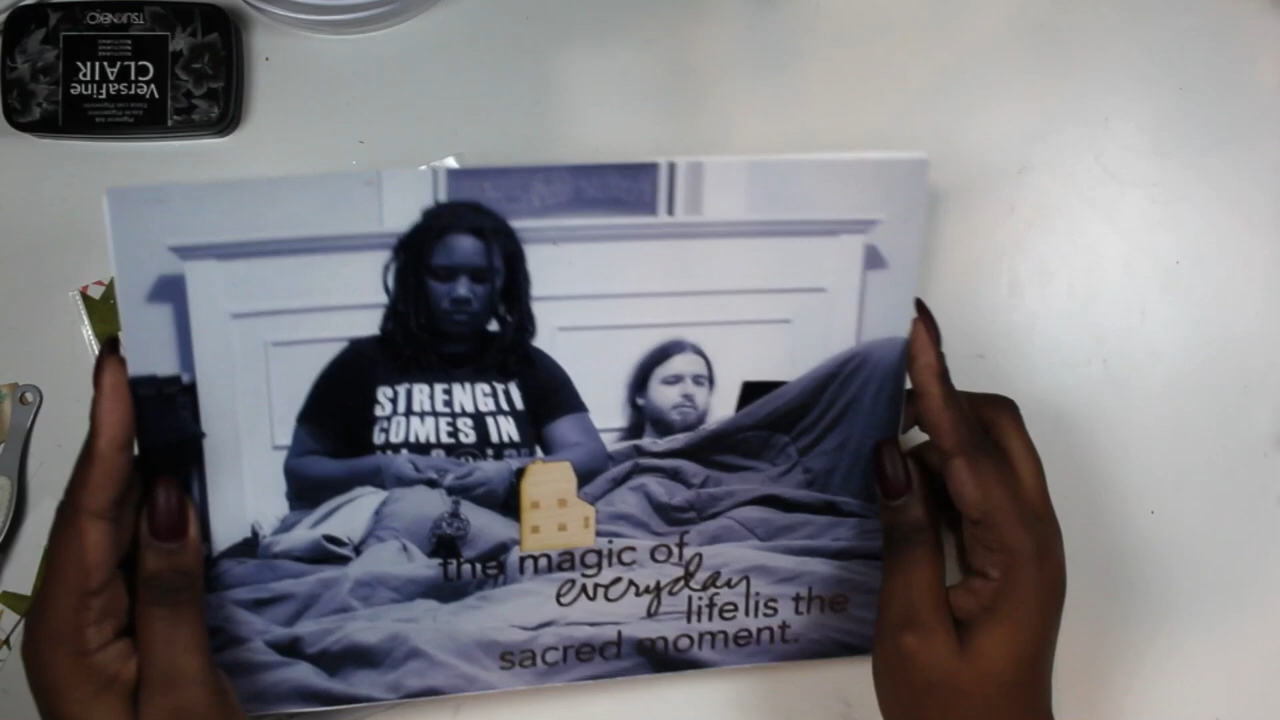 TSUKINEKO
VersaFine
CLAIR
STRENGTH
COMES IN
the magic of
everyday
life is the
sacred moment.